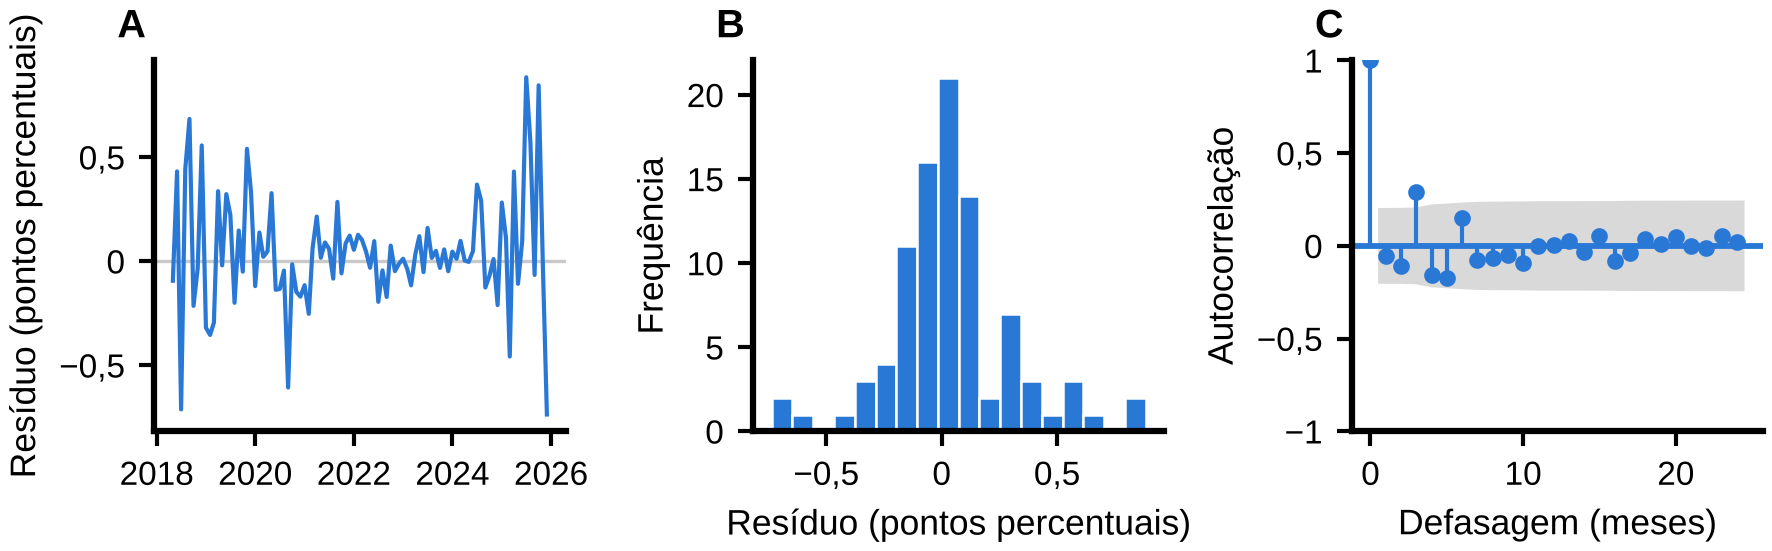 A
Resíduo (pontos percentuais)
0,5
0
−0,5
2018 2020 2022 2024 2026
B
Frequência
20
15
10
5
0
−0,5 0 0,5
Resíduo (pontos percentuais)
C
Autocorrelação
1
0,5
0
−0,5
−1
0 10 20
Defasagem (meses)